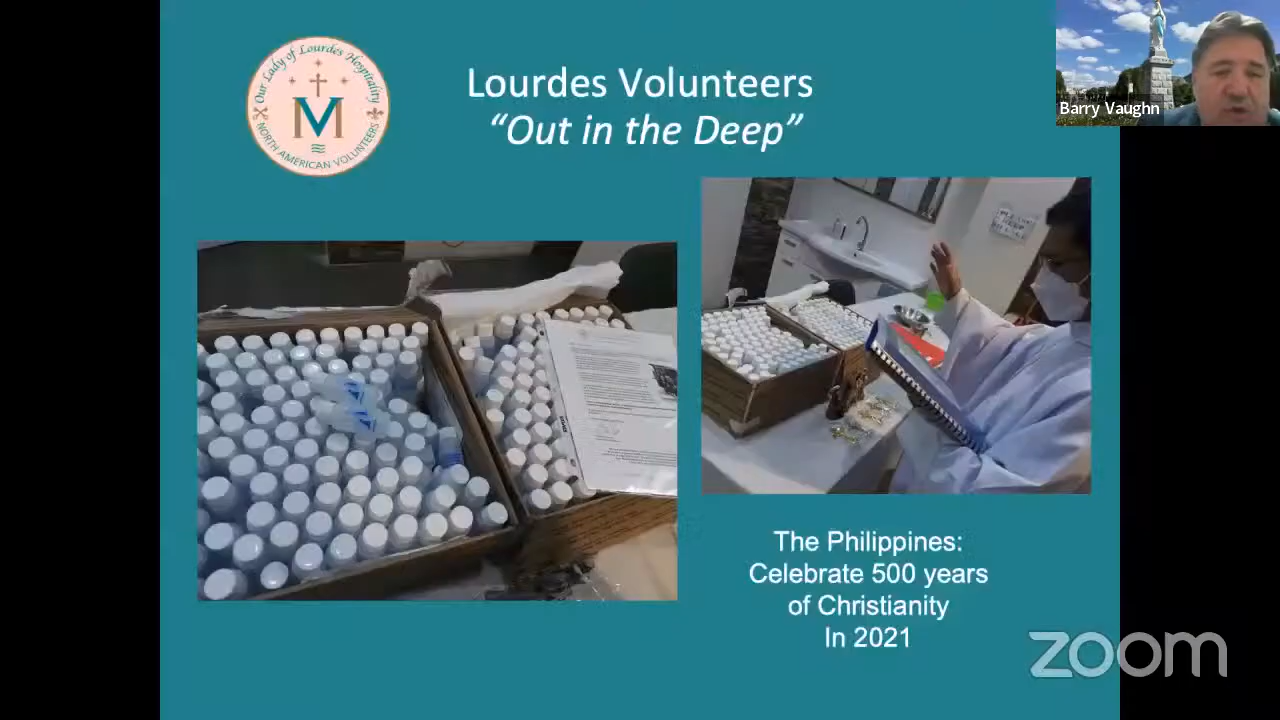 Our Lady of Lourdes Hospitality
NORTH AMERICAN VOLUNTEERS
M
Lourdes Volunteers
“Out in the Deep”
Barry Vaughn
The Philippines:
Celebrate 500 years
of Christianity
In 2021
zoom